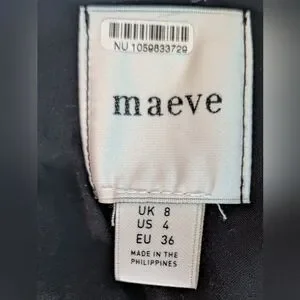 NU 1059833729
maeve
UK 8
US 4
EU 36
MADE IN THE
PHILIPPINES